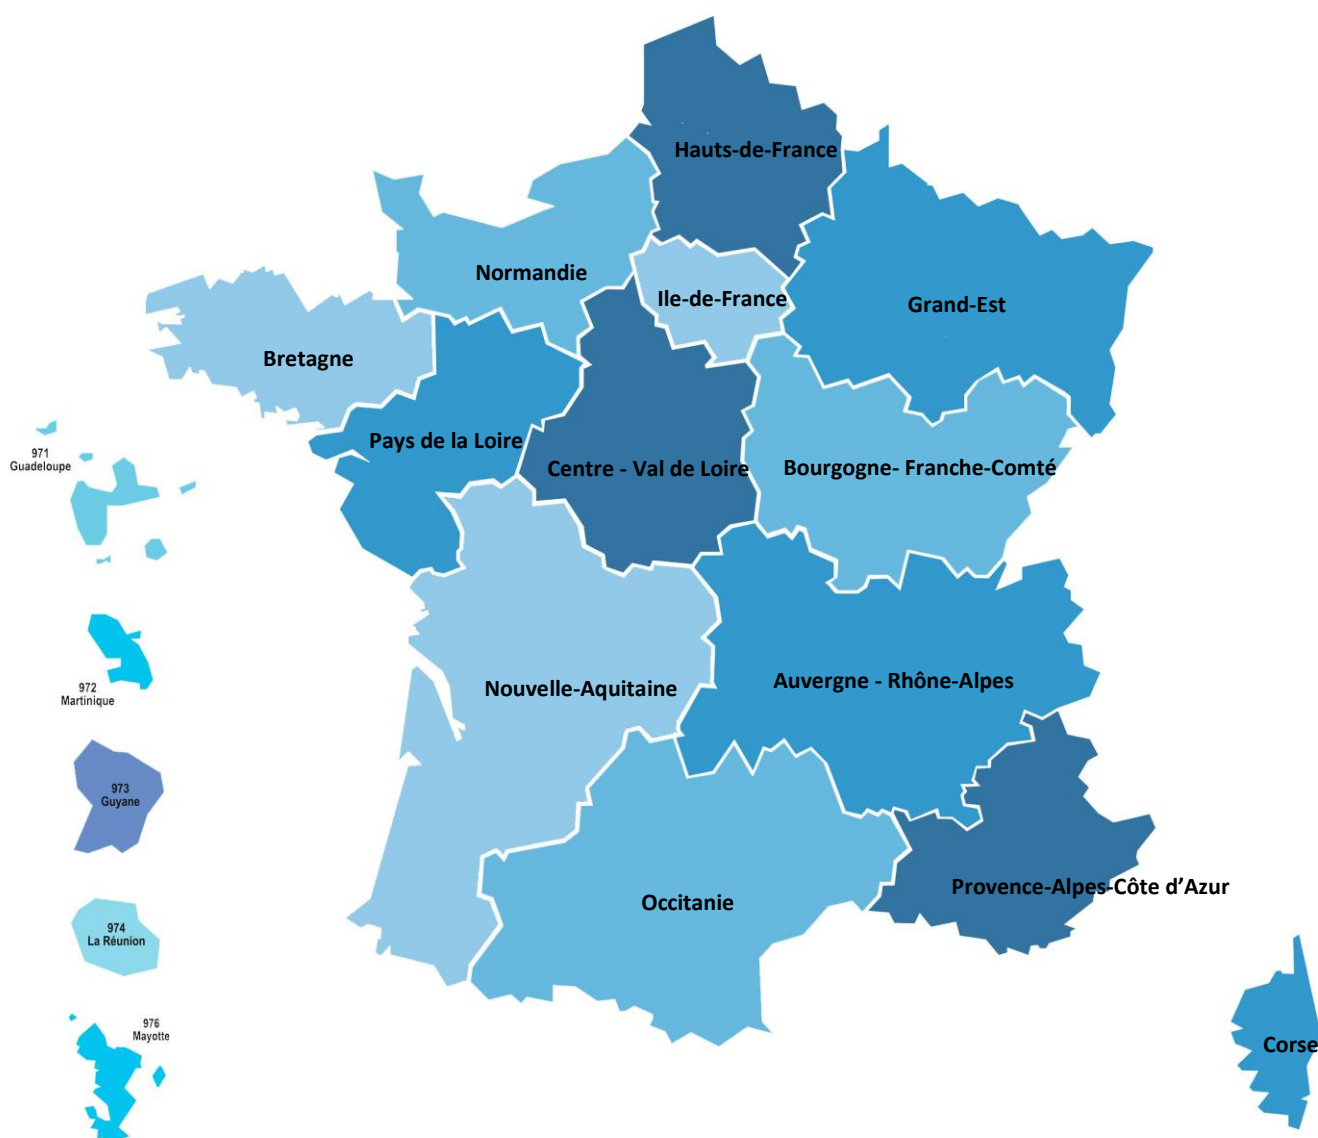 Hauts-de-France
Normandie
Ile-de-France
Grand-Est
Bretagne
Pays de la Loire
Centre - Val de Loire
Bourgogne- Franche-Comté
971
Guadeloupe
972
Martinique
Nouvelle-Aquitaine
Auvergne - Rhône-Alpes
973
Guyane
Provence-Alpes-Côte d’Azur
Occitanie
974
La Réunion
976
Mayotte
Corse